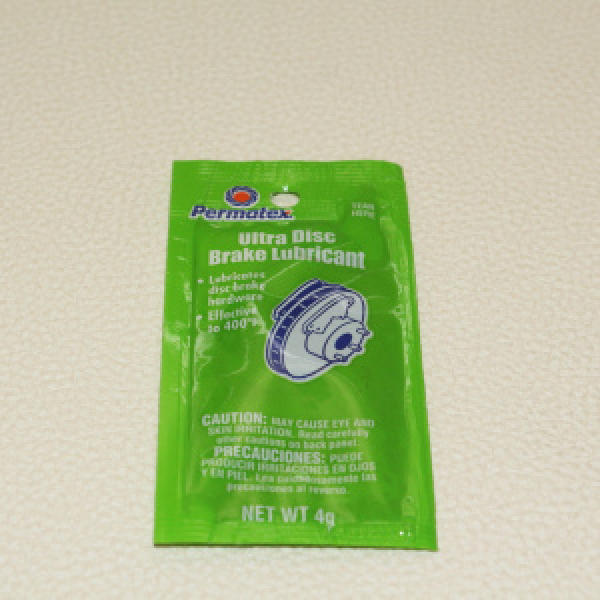 Permatex
TEAR
HERE
Ultra Disc
Brake Lubricant
• Lubricates
disc brake
hardware
• Effective
to 400°F
CAUTION: MAY CAUSE EYE AND
SKIN IRRITATION. Read carefully
other cautions on back panel.
PRECAUCIONES: PUEDE
PRODUCIR IRRITACIONES EN OJOS
Y EN PIEL. Lea cuidadosamente las
precauciones al reverso.
NET WT 4g